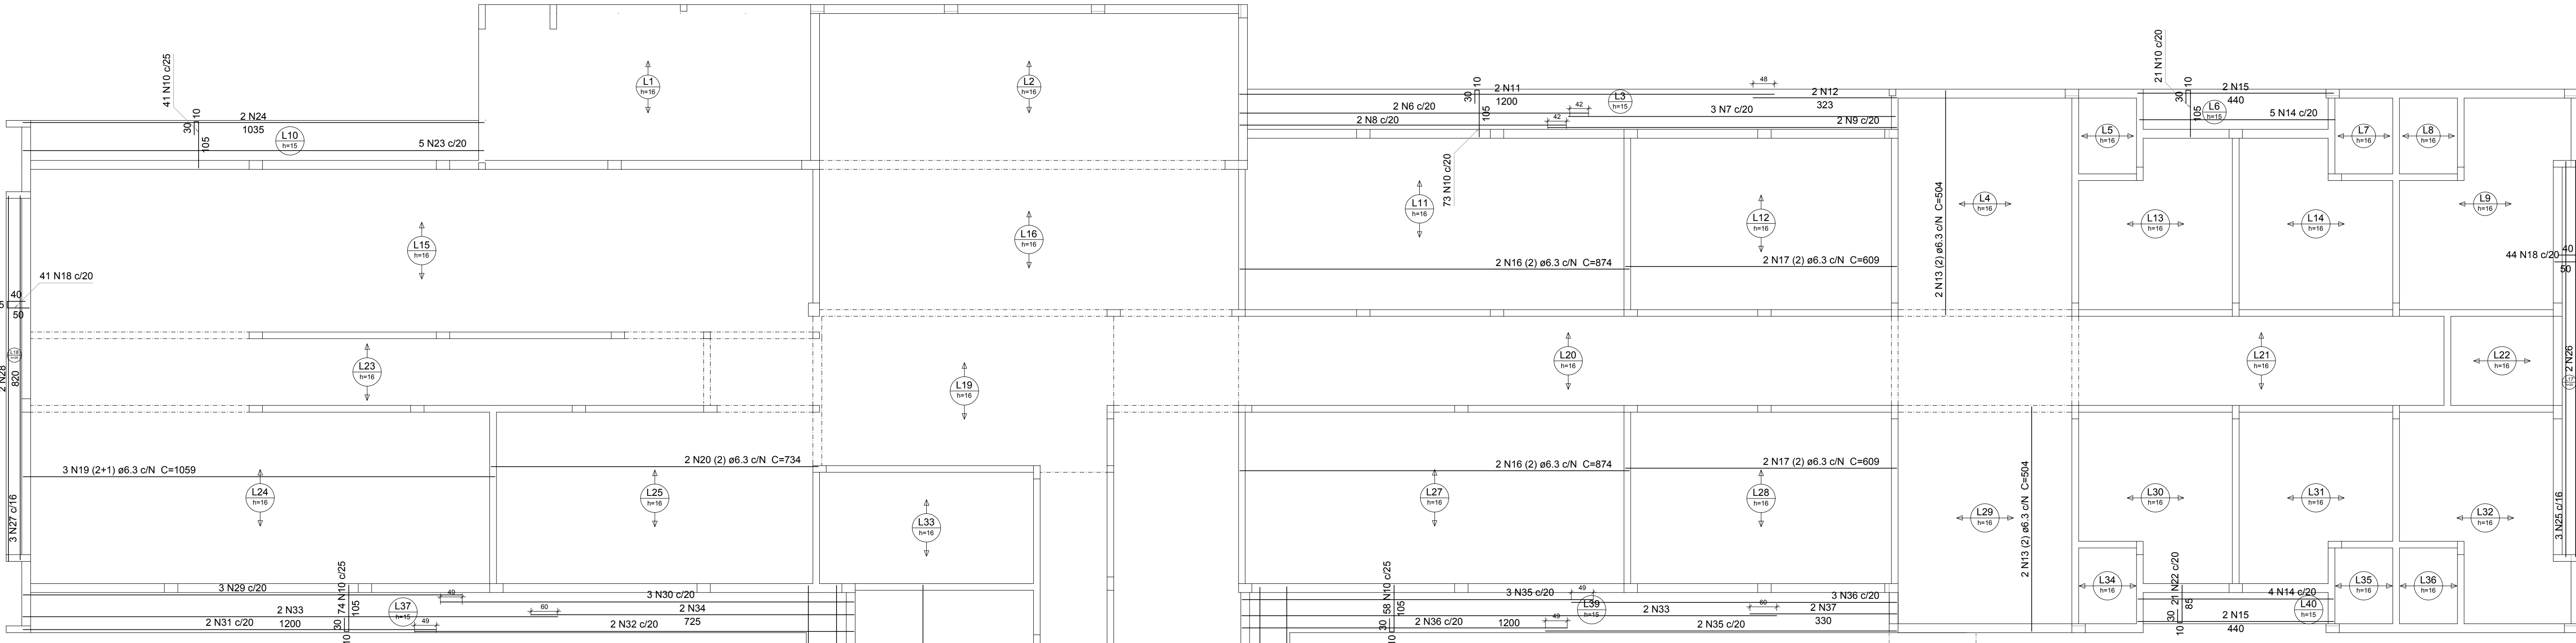 41 N10 c/25
30
10
105
2 N24
1035
L10
h=15
5 N23 c/20
L1
h=16
L2
h=16
2 N11
1200
30
10
105
48
2 N12
323
L3
h=15
42
2 N6 c/20
3 N7 c/20
42
2 N8 c/20
2 N9 c/20
73 N10 c/20
21 N10 c/20
10
105
2 N15
440
L6
h=15
5 N14 c/20
L5
h=16
L7
h=16
L8
h=16
L15
h=16
L16
h=16
L11
h=16
L12
h=16
2 N13 (2) ø6.3 c/N C=504
L4
h=16
L13
h=16
L14
h=16
L9
h=16
41 N18 c/20
40
5
50
2 N16 (2) ø6.3 c/N C=874
2 N17 (2) ø6.3 c/N C=609
44 N18 c/20
40
50
2 N28
820
L23
h=16
L19
h=16
L20
h=16
L21
h=16
L22
h=16
2 N26
3 N19 (2+1) ø6.3 c/N C=1059
2 N20 (2) ø6.3 c/N C=734
2 N16 (2) ø6.3 c/N C=874
2 N17 (2) ø6.3 c/N C=609
3 N27 c/16
L24
h=16
L25
h=16
L33
h=16
L27
h=16
L28
h=16
2 N13 (2) ø6.3 c/N C=504
L29
h=16
L30
h=16
L31
h=16
L32
h=16
3 N25 c/16
L34
h=16
L35
h=16
L36
h=16
3 N29 c/20
74 N10 c/25
30
10
105
49
3 N30 c/20
2 N33
1200
L37
h=15
60
2 N34
725
2 N31 c/20
49
2 N32 c/20
58 N10 c/25
30
10
105
3 N35 c/20
49
3 N36 c/20
L39
h=15
2 N33
1200
60
2 N37
330
2 N36 c/20
49
2 N35 c/20
21 N22 c/20
30
10
85
4 N14 c/20
2 N15
440
L40
h=15